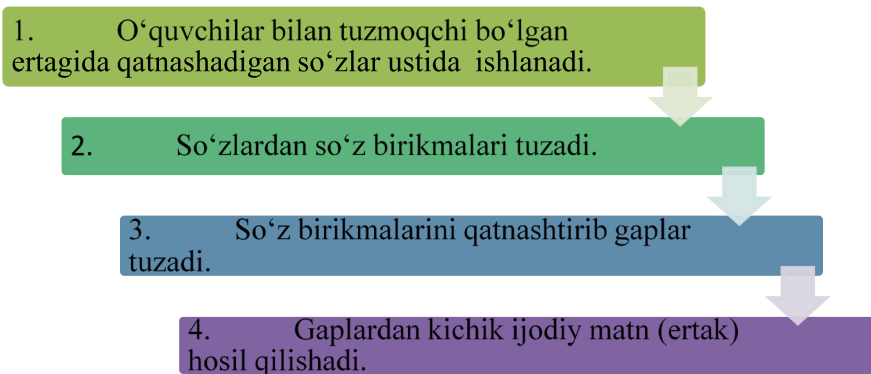 1. O‘quvchilar bilan tuzmoqchi bo‘lgan
ertagida qatnashadigan so‘zlar ustida ishlanadi.
2. So‘zlardan so‘z birikmalari tuzadi.
3. So‘z birikmalarini qatnashtirib gaplar
tuzadi.
4. Gaplardan kichik ijodiy matn (ertak)
hosil qilishadi.